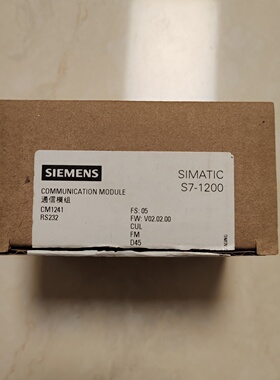 SIEMENS
SIMATIC
S7-1200
COMMUNICATION MODULE
通信模组
CM1241
RS232
FS: 05
FW: V02.02.00
CUL
FM
D45